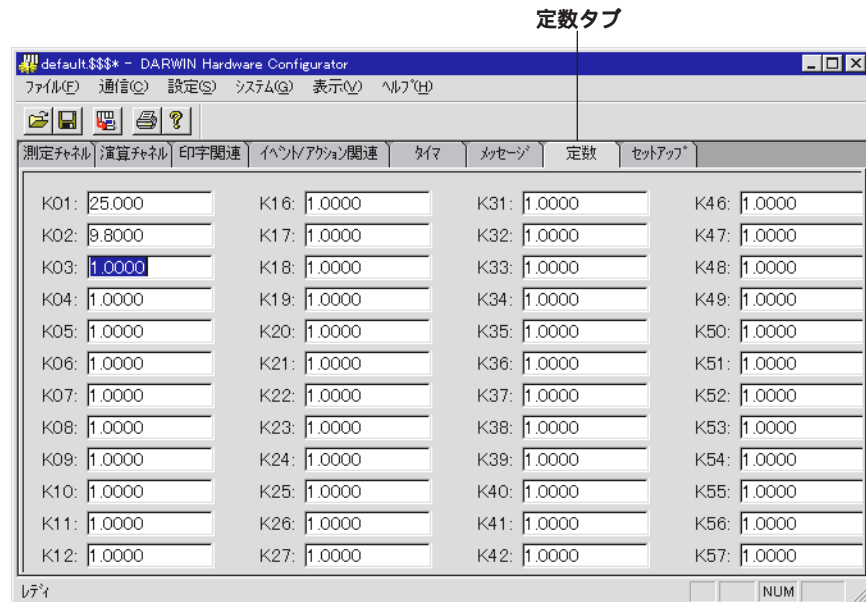 定数タブ
default.$$$* - DARWIN Hardware Configurator
ﾌｧｲﾙ(F) 通信(C) 設定(S) ｼｽﾃﾑ(G) 表示(V) ﾍﾙﾌﾟ(H)
測定ﾁｬﾈﾙ 演算ﾁｬﾈﾙ 印字関連 ｲﾍﾞﾝﾄ/ｱｸｼｮﾝ関連 ﾀｲﾏ ﾒｯｾｰｼﾞ 定数 ｾｯﾄｱｯﾌﾟ
K01: 25.000 K16: 1.0000 K31: 1.0000 K46: 1.0000
K02: 9.8000 K17: 1.0000 K32: 1.0000 K47: 1.0000
K03: 1.0000 K18: 1.0000 K33: 1.0000 K48: 1.0000
K04: 1.0000 K19: 1.0000 K34: 1.0000 K49: 1.0000
K05: 1.0000 K20: 1.0000 K35: 1.0000 K50: 1.0000
K06: 1.0000 K21: 1.0000 K36: 1.0000 K51: 1.0000
K07: 1.0000 K22: 1.0000 K37: 1.0000 K52: 1.0000
K08: 1.0000 K23: 1.0000 K38: 1.0000 K53: 1.0000
K09: 1.0000 K24: 1.0000 K39: 1.0000 K54: 1.0000
K10: 1.0000 K25: 1.0000 K40: 1.0000 K55: 1.0000
K11: 1.0000 K26: 1.0000 K41: 1.0000 K56: 1.0000
K12: 1.0000 K27: 1.0000 K42: 1.0000 K57: 1.0000
ﾚﾃﾞｨ NUM